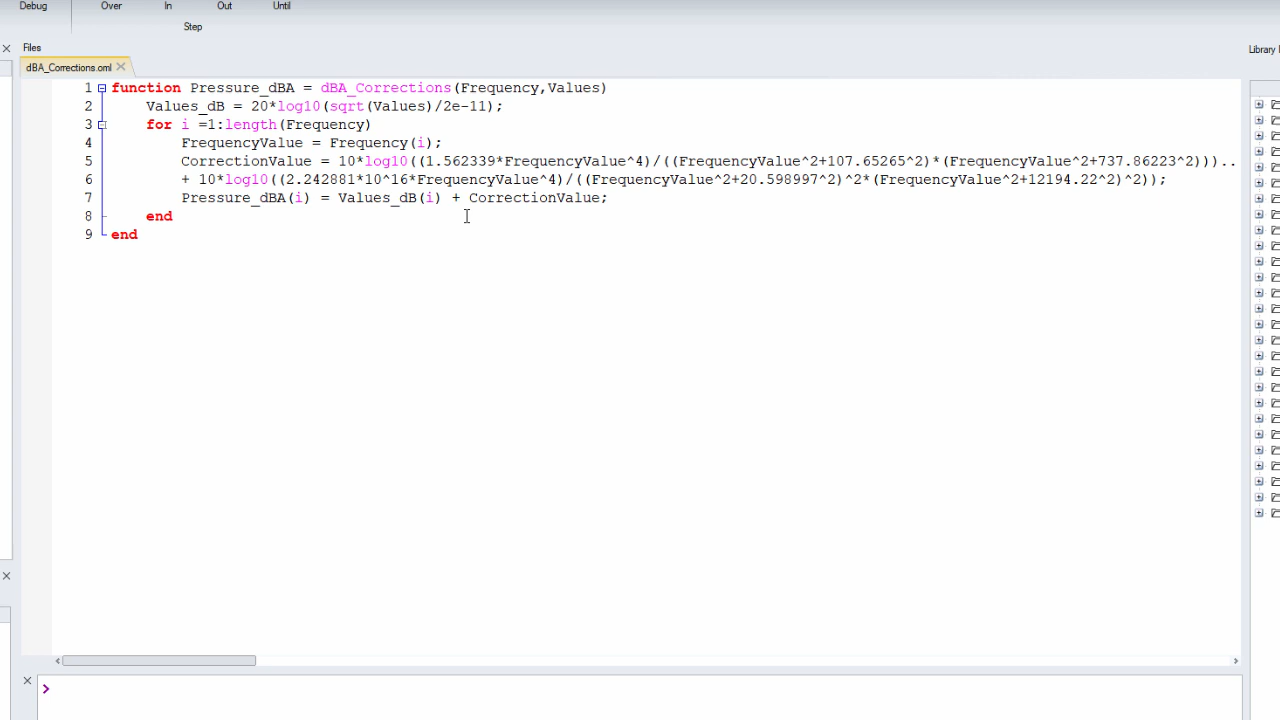 Debug
Over
In
Out
Until
Step
Files
Library
dBA_Corrections.oml
1 function Pressure_dBA = dBA_Corrections(Frequency,Values)
2 Values_dB = 20*log10(sqrt(Values)/2e-11);
3 for i =1:length(Frequency)
4 FrequencyValue = Frequency(i);
5 CorrectionValue = 10*log10((1.562339*FrequencyValue^4)/((FrequencyValue^2+107.65265^2)*(FrequencyValue^2+737.86223^2)))..
6 + 10*log10((2.242881*10^16*FrequencyValue^4)/((FrequencyValue^2+20.598997^2)^2*(FrequencyValue^2+12194.22^2)^2));
7 Pressure_dBA(i) = Values_dB(i) + CorrectionValue;
8 end
9 end
>